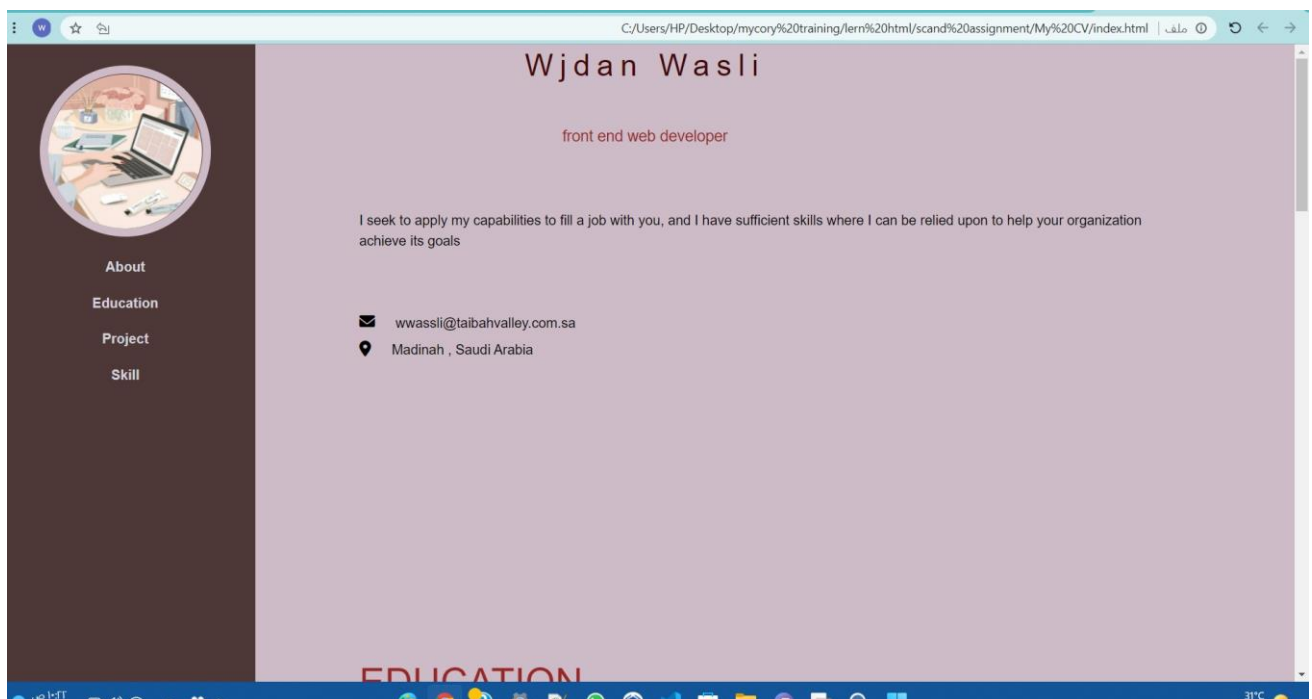 C:/Users/HP/Desktop/mycory%20training/lern%20html/scand%20assignment/My%20CV/index.html | ملف
W
Wjdan Wasli
front end web developer
I seek to apply my capabilities to fill a job with you, and I have sufficient skills where I can be relied upon to help your organization
achieve its goals
About
Education
Project
Skill
wwassli@taibahvalley.com.sa
Madinah , Saudi Arabia
EDUCATION
31°C